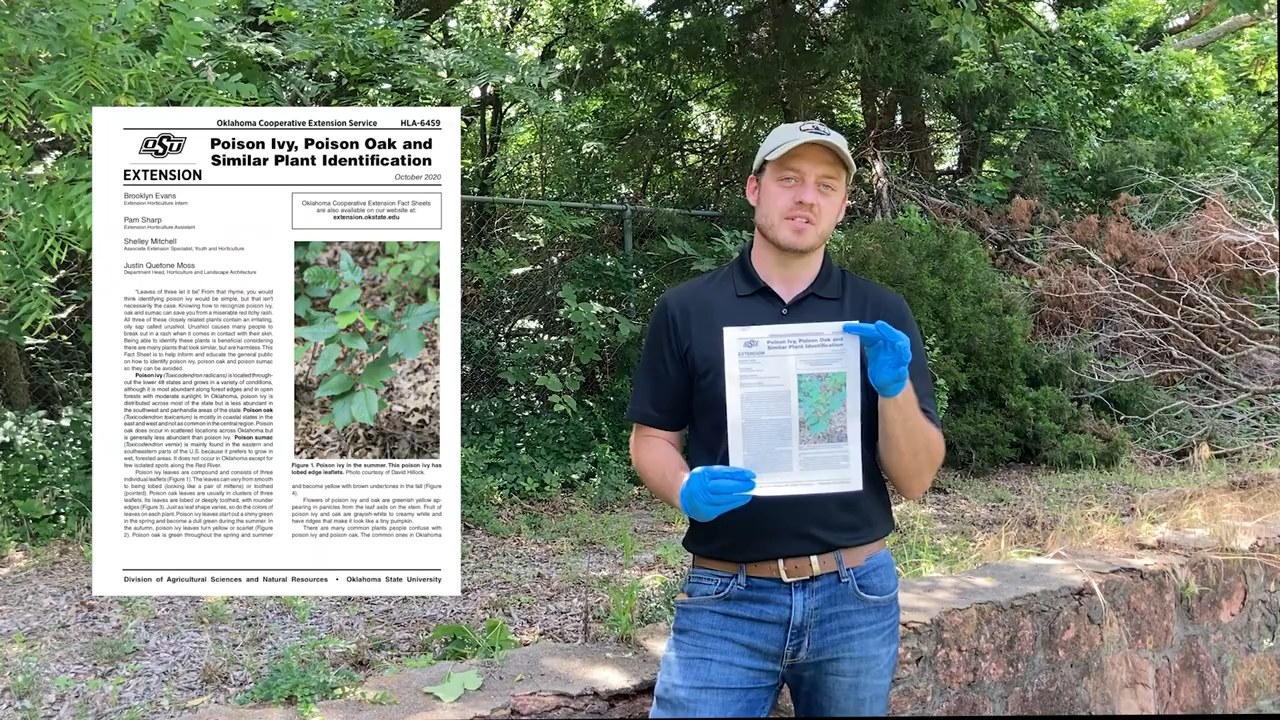 Oklahoma Cooperative Extension Service HLA-6459
OSU
EXTENSION
Poison Ivy, Poison Oak and
Similar Plant Identification
October 2020
Brooklyn Evans
Extension Horticulture Intern
Pam Sharp
Extension Horticulture Assistant
Shelley Mitchell
Associate Extension Specialist, Youth and Horticulture
Justin Quetone Moss
Department Head, Horticulture and Landscape Architecture
Oklahoma Cooperative Extension Fact Sheets
are also available on our website at:
extension.okstate.edu
"Leaves of three let it be" From that rhyme, you would
think identifying poison ivy would be simple, but that isn't
necessarily the case. Knowing how to recognize poison ivy,
oak and sumac can save you from a miserable red itchy rash.
All three of these closely related plants contain an irritating,
oily sap called urushiol. Urushiol causes many people to
break out in a rash when it comes in contact with their skin.
Being able to identify these plants is beneficial considering
there are many plants that look similar, but are harmless. This
Fact Sheet is to help inform and educate the general public
on how to identify poison ivy, poison oak and poison sumac
so they can be avoided.
Poison ivy (Toxicodendron radicans) is located through-
out the lower 49 states and grows in a variety of conditions,
although it is most abundant along forest edges and in open
forests with moderate sunlight. In Oklahoma, poison ivy is
distributed across most of the state but is less abundant in
the southwest and panhandle areas of the state. Poison oak
(Toxicodendron toxicarium) is mostly in coastal states in the
east and west and not as common in the central region. Poison
oak does occur in scattered locations across Oklahoma but
is generally less abundant than poison ivy. Poison sumac
(Toxicodendron vernix) is mainly found in the eastern and
southeastern parts of the U.S. because it prefers to grow in
wet, forested areas. It does not occur in Oklahoma except for
few isolated spots along the Red River.
Poison ivy leaves are compound and consists of three
individual leaflets (Figure 1). The leaves can vary from smooth
to being lobed (looking like a pair of mittens) or toothed
(pointed). Poison oak leaves are usually in clusters of three
leaflets. Its leaves are lobed or deeply toothed, with rounder
edges (Figure 3). Just as leaf shape varies, so do the colors of
leaves on each plant. Poison ivy leaves start out a shiny green
in the spring and become a dull green during the summer. In
the autumn, poison ivy leaves turn yellow or scarlet (Figure
2). Poison oak is green throughout the spring and summer
Figure 1. Poison ivy in the summer. This poison ivy has
lobed edge leaflets. Photo courtesy of David Hillock.
and become yellow with brown undertones in the fall (Figure
4).
Flowers of poison ivy and oak are greenish yellow ap-
pearing in panicles from the leaf axils on the stem. Fruit of
poison ivy and oak are grayish-white to creamy white and
have ridges that make it look like a tiny pumpkin.
There are many common plants people confuse with
poison ivy and poison oak. The common ones in Oklahoma
Division of Agricultural Sciences and Natural Resources • Oklahoma State University
OSU
EXTENSION
Poison Ivy, Poison Oak and
Similar Plant Identification